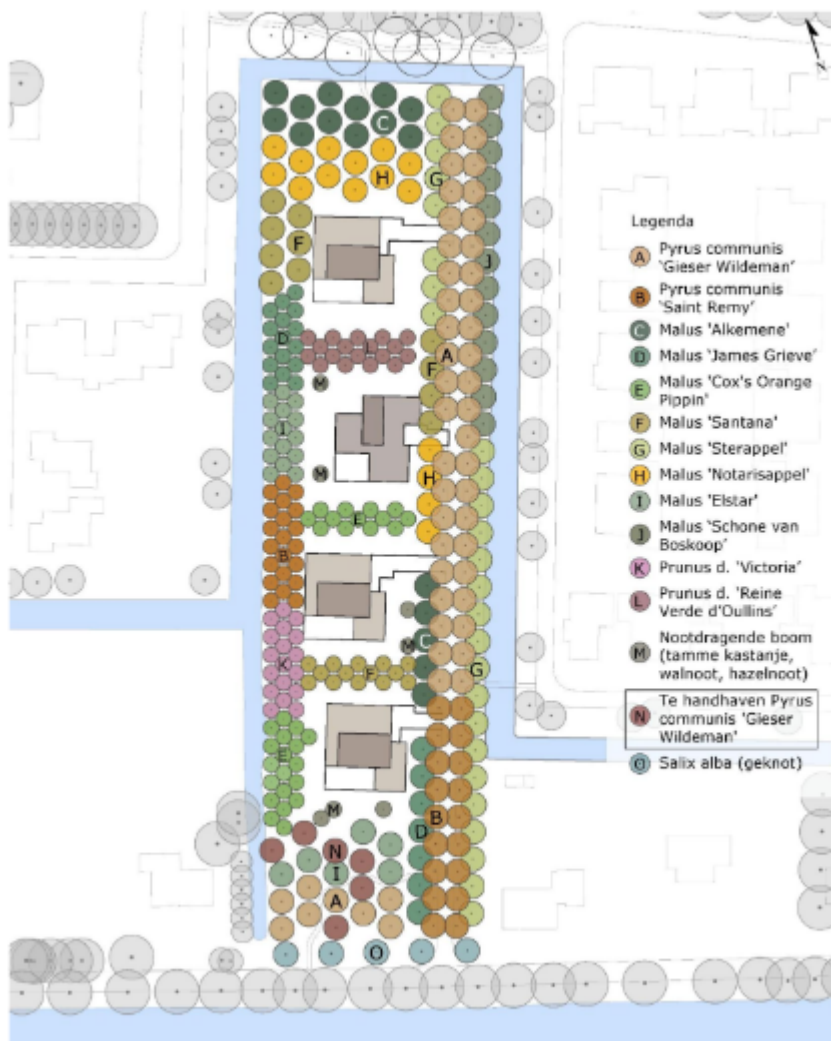 N
C
H
G
F
J
D
L
A
F
M
I
M
H
E
B
C
M
K
F
G
E
M
B
D
N
I
A
O
Legenda
A Pyrus communis
'Gieser Wildeman'
B Pyrus communis
'Saint Remy'
C Malus 'Alkemene'
D Malus 'James Grieve'
E Malus 'Cox's Orange
Pippin'
F Malus 'Santana'
G Malus 'Sterappel'
H Malus 'Notarisappel'
I Malus 'Elstar'
J Malus 'Schone van
Boskoop'
K Prunus d. 'Victoria'
L Prunus d. 'Reine
Verde d'Oullins'
M Nootdragende boom
(tamme kastanje,
walnoot, hazelnoot)
N Te handhaven Pyrus
communis 'Gieser
Wildeman'
O Salix alba (geknot)